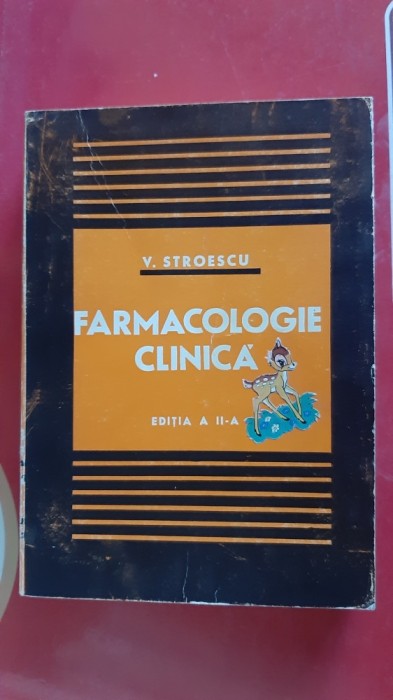 V. STROESCU
FARMACOLOGIE
CLINICĂ
EDIȚIA A II-A